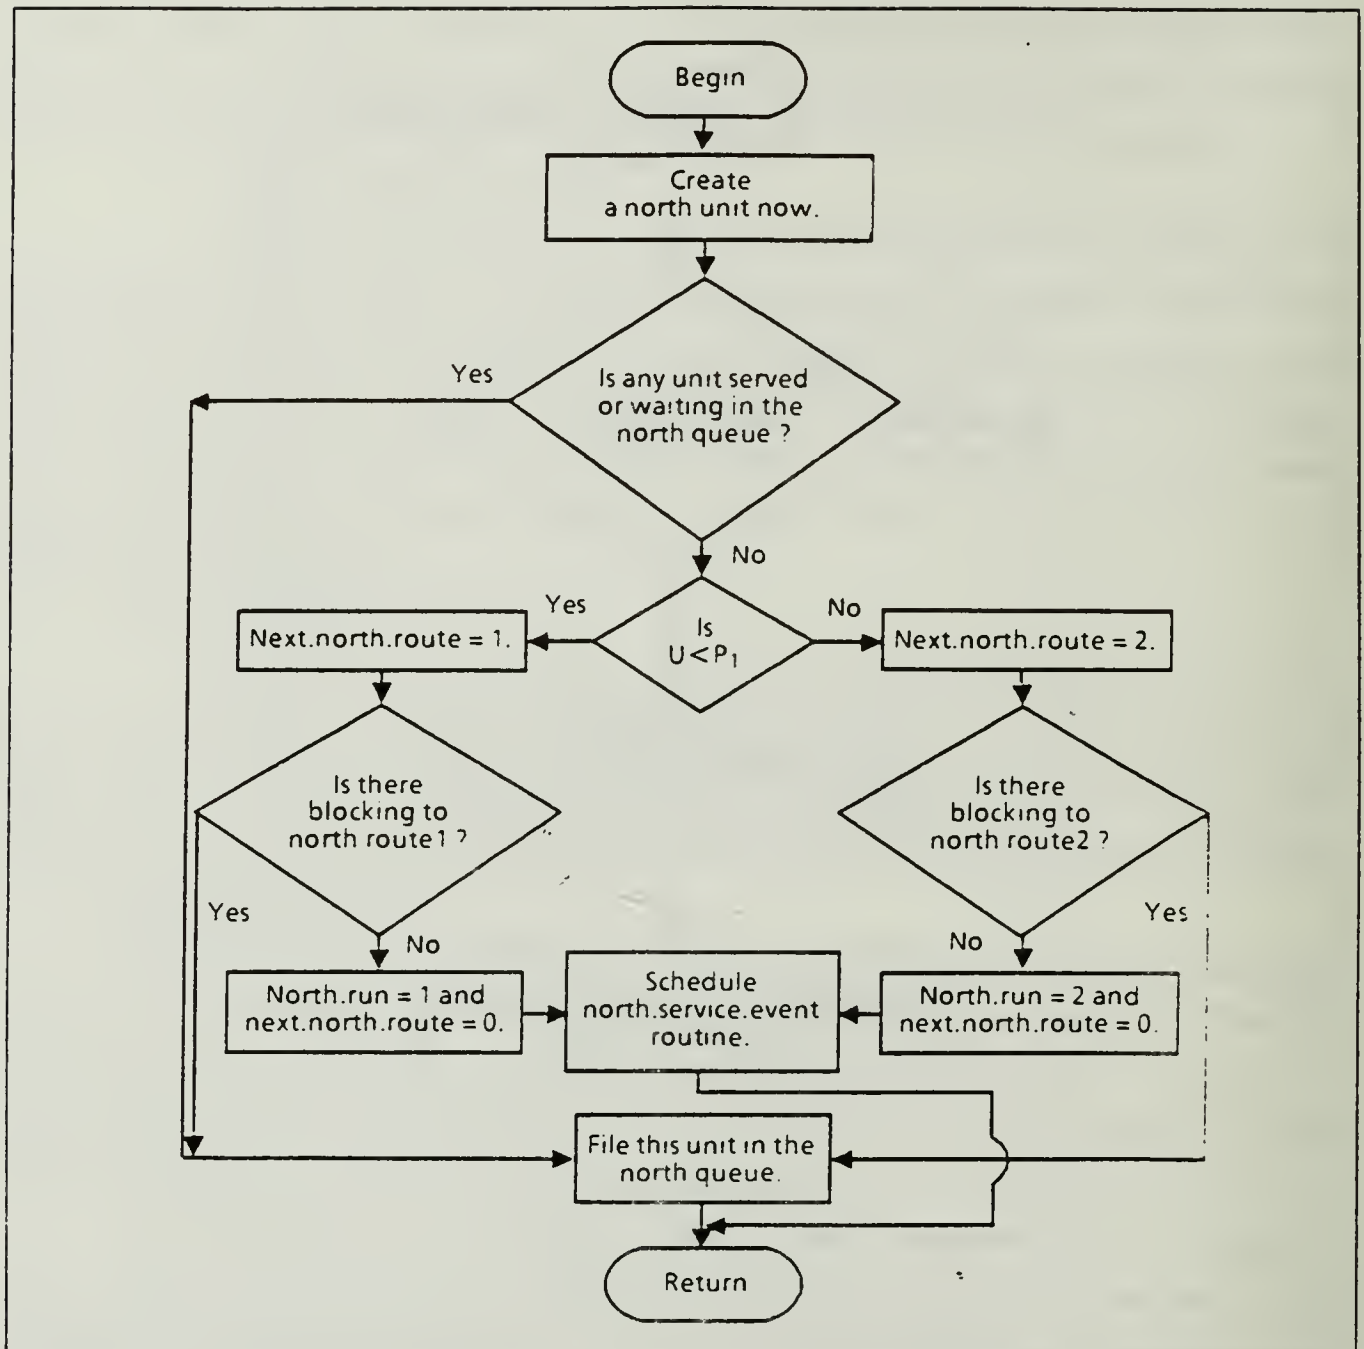 Begin
Create
a north unit now.
Yes
Is any unit served
or waiting in the
north queue ?
No
Yes
No
Next.north.route = 1.
Is
U<P₁
Next.north.route = 2.
Is there
blocking to
north route1 ?
Is there
blocking to
north route2 ?
Yes
Yes
No
No
North.run = 1 and
next.north.route = 0.
Schedule
north.service.event
routine.
North.run = 2 and
next.north.route = 0.
File this unit in the
north queue.
Return